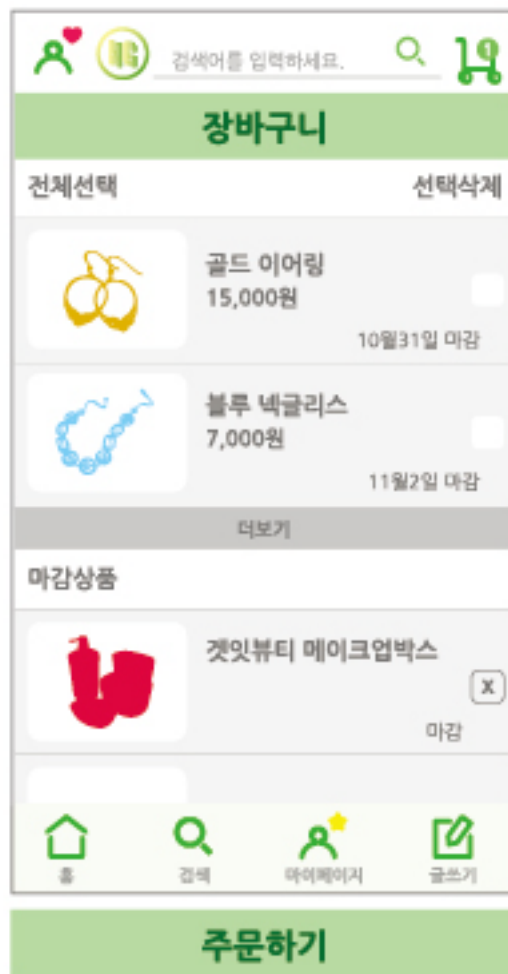 검색어를 입력하세요.
1
장바구니
전체선택 선택삭제
골드 이어링
15,000원
10월31일 마감
블루 넥글리스
7,000원
11월2일 마감
더보기
마감상품
겟잇뷰티 메이크업박스
X
마감
홈 검색 마이페이지 글쓰기
주문하기